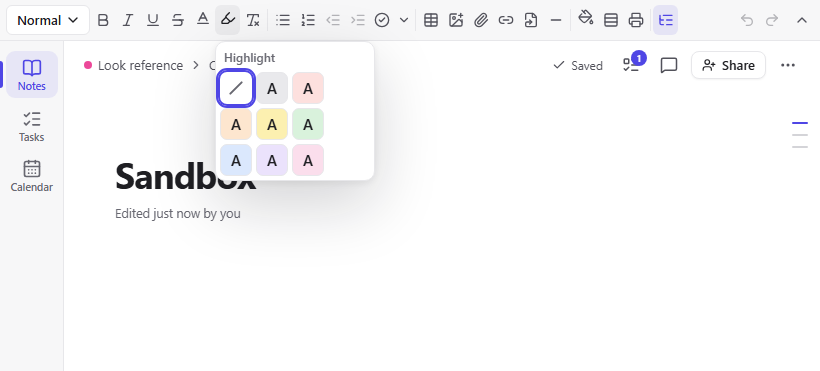 Normal
Highlight
Look reference
Saved
1
Share
A A
A A A
A A A
Notes
Tasks
Calendar
Sandbox
Edited just now by you